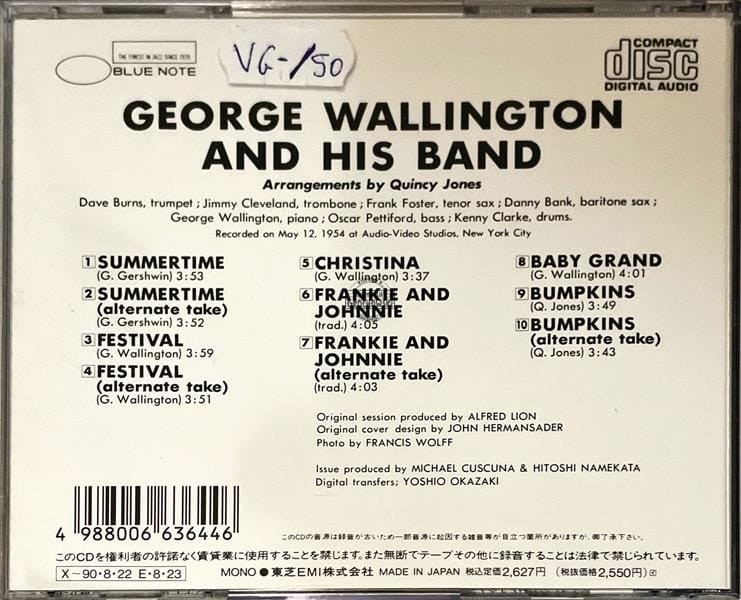 THE FINEST IN JAZZ SINCE 1939
BLUE NOTE
VG-/50
COMPACT
disc
DIGITAL AUDIO
GEORGE WALLINGTON
AND HIS BAND
Arrangements by Quincy Jones
Dave Burns, trumpet ; Jimmy Cleveland, trombone ; Frank Foster, tenor sax ; Danny Bank, baritone sax ;
George Wallington, piano ; Oscar Pettiford, bass ; Kenny Clarke, drums.
Recorded on May 12, 1954 at Audio-Video Studios, New York City
1 SUMMERTIME
(G. Gershwin) 3:53
2 SUMMERTIME
(alternate take)
(G. Gershwin) 3:52
3 FESTIVAL
(G. Wallington) 3:59
4 FESTIVAL
(alternate take)
(G. Wallington) 3:51
5 CHRISTINA
(G. Wallington) 3:37
6 FRANKIE AND
JOHNNIE
(trad.) 4:05
7 FRANKIE AND
JOHNNIE
(alternate take)
(trad.) 4:03
8 BABY GRAND
(G. Wallington) 4:01
9 BUMPKINS
(Q. Jones) 3:49
10 BUMPKINS
(alternate take)
(Q. Jones) 3:43
Original session produced by ALFRED LION
Original cover design by JOHN HERMANSADER
Photo by FRANCIS WOLFF
Issue produced by MICHAEL CUSCUNA & HITOSHI NAMEKATA
Digital transfers; YOSHIO OKAZAKI
4 988006 636446
このCDの音源は録音が古いため一部音源に起因する雑音等が目立つ箇所がありますが、御了承下さい。
このCDを権利者の許諾なく賃貸業に使用することを禁じます。また無断でテープその他に録音することは法律で禁じられています。
X〜90・8・22 E・8・23
MONO ● 東芝EMI株式会社 MADE IN JAPAN 税込定価2,627円 (税抜価格2,550円)